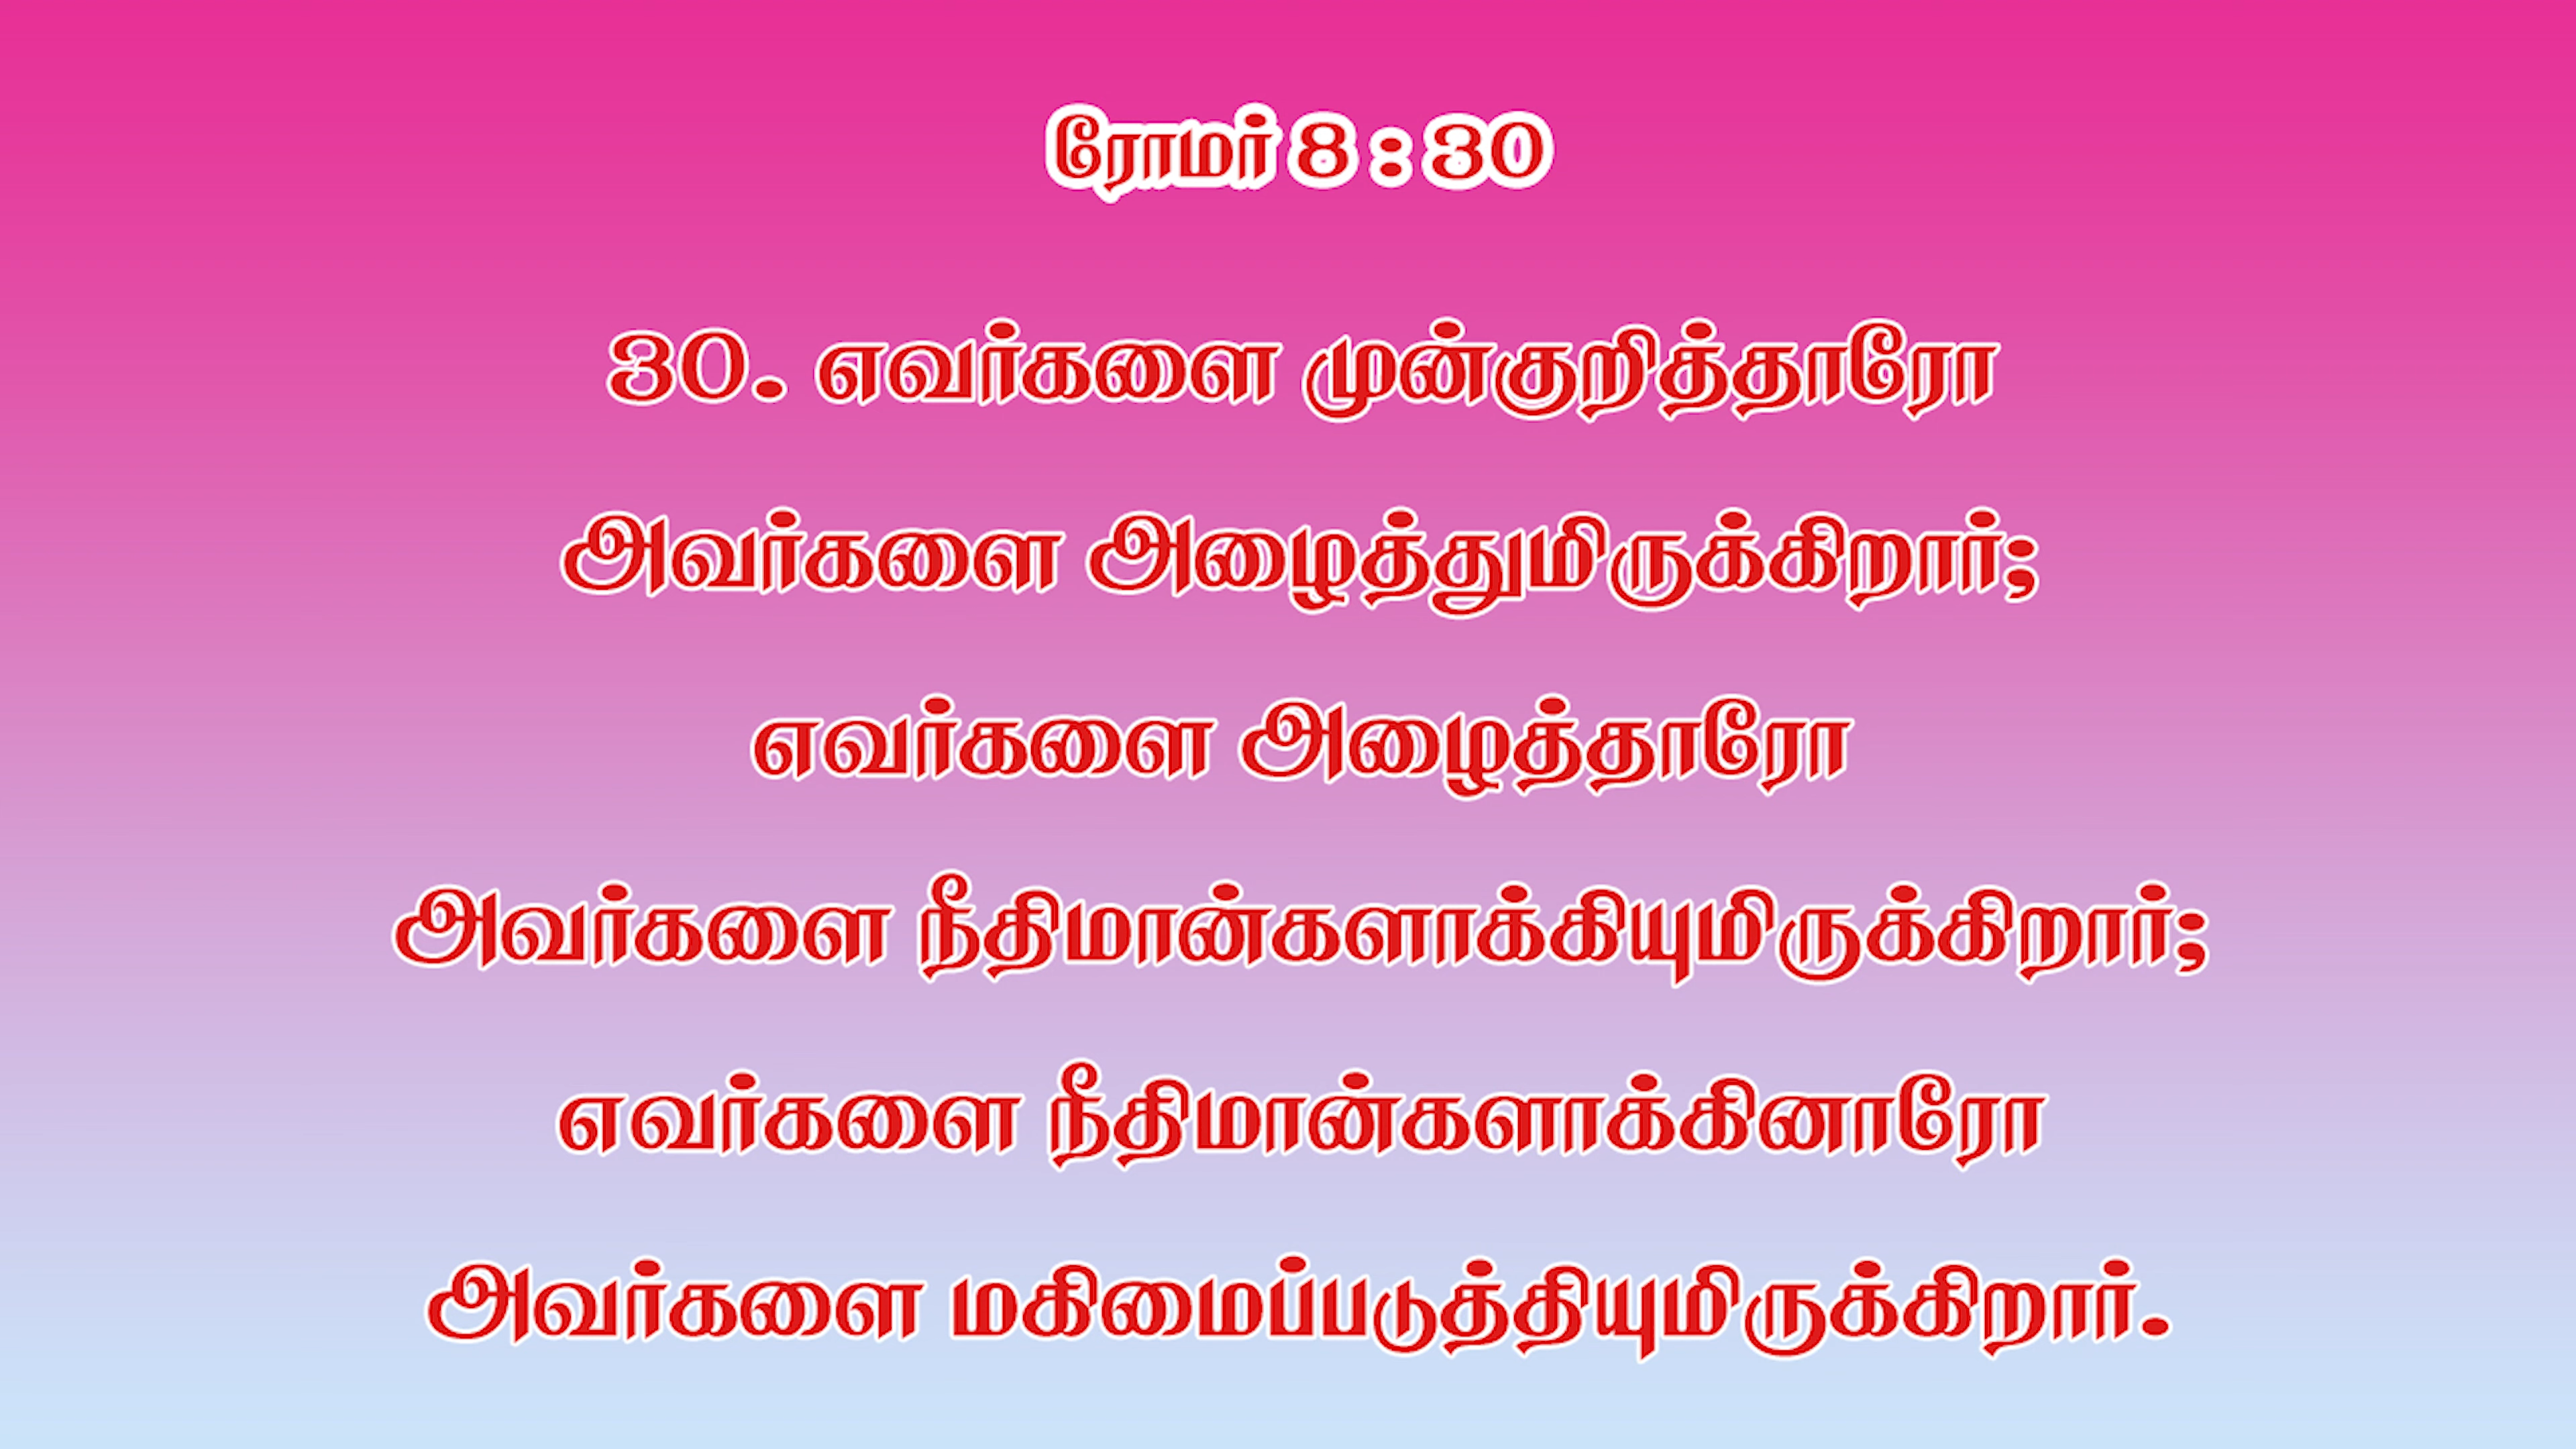 ரோமர் 8 : 30
30. எவர்களை முன்குறித்தாரோ
அவர்களை அழைத்துமிருக்கிறார்;
எவர்களை அழைத்தாரோ
அவர்களை நீதிமான்களாக்கியுமிருக்கிறார்;
எவர்களை நீதிமான்களாக்கினாரோ
அவர்களை மகிமைப்படுத்தியுமிருக்கிறார்.